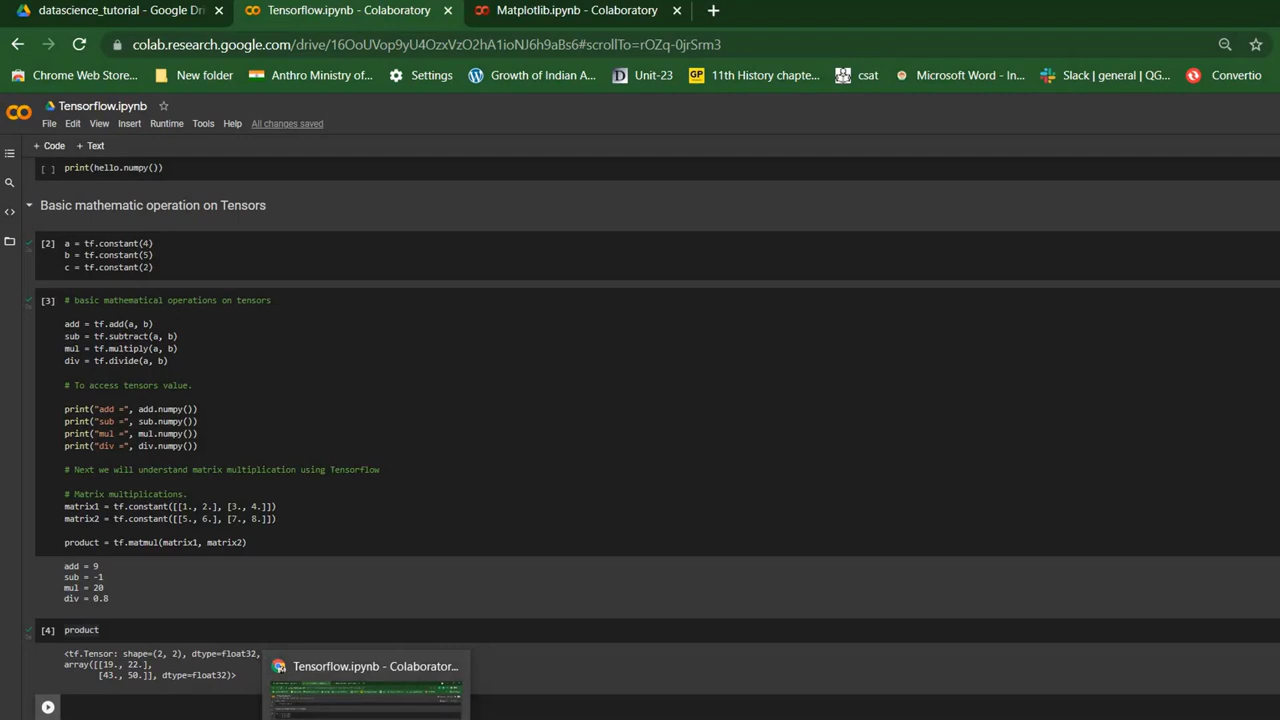 datascience_tutorial - Google Dri
Tensorflow.ipynb - Colaboratory
Matplotlib.ipynb - Colaboratory
colab.research.google.com/drive/16OoUVop9yU4OzxVzO2hA1ioNJ6h9aBs6#scrollTo=rOZq-0jrSrm3
Chrome Web Store...
New folder
Anthro Ministry of...
Settings
Growth of Indian A...
D Unit-23
GP 11th History chapte...
csat
Microsoft Word - In...
Slack | general | QG...
Convertio
Tensorflow.ipynb
File Edit View Insert Runtime Tools Help All changes saved
+ Code + Text
[ ] print(hello.numpy())
Basic mathematic operation on Tensors
[2] a = tf.constant(4)
b = tf.constant(5)
c = tf.constant(2)
[3] # basic mathematical operations on tensors
add = tf.add(a, b)
sub = tf.subtract(a, b)
mul = tf.multiply(a, b)
div = tf.divide(a, b)
# To access tensors value.
print("add =", add.numpy())
print("sub =", sub.numpy())
print("mul =", mul.numpy())
print("div =", div.numpy())
# Next we will understand matrix multiplication using Tensorflow
# Matrix multiplications.
matrix1 = tf.constant([[1., 2.], [3., 4.]])
matrix2 = tf.constant([[5., 6.], [7., 8.]])
product = tf.matmul(matrix1, matrix2)
add = 9
sub = -1
mul = 20
div = 0.8
[4] product
<tf.Tensor: shape=(2, 2), dtype=float32,
array([[19., 22.],
[43., 50.]], dtype=float32)>
Tensorflow.ipynb - Colaborator...